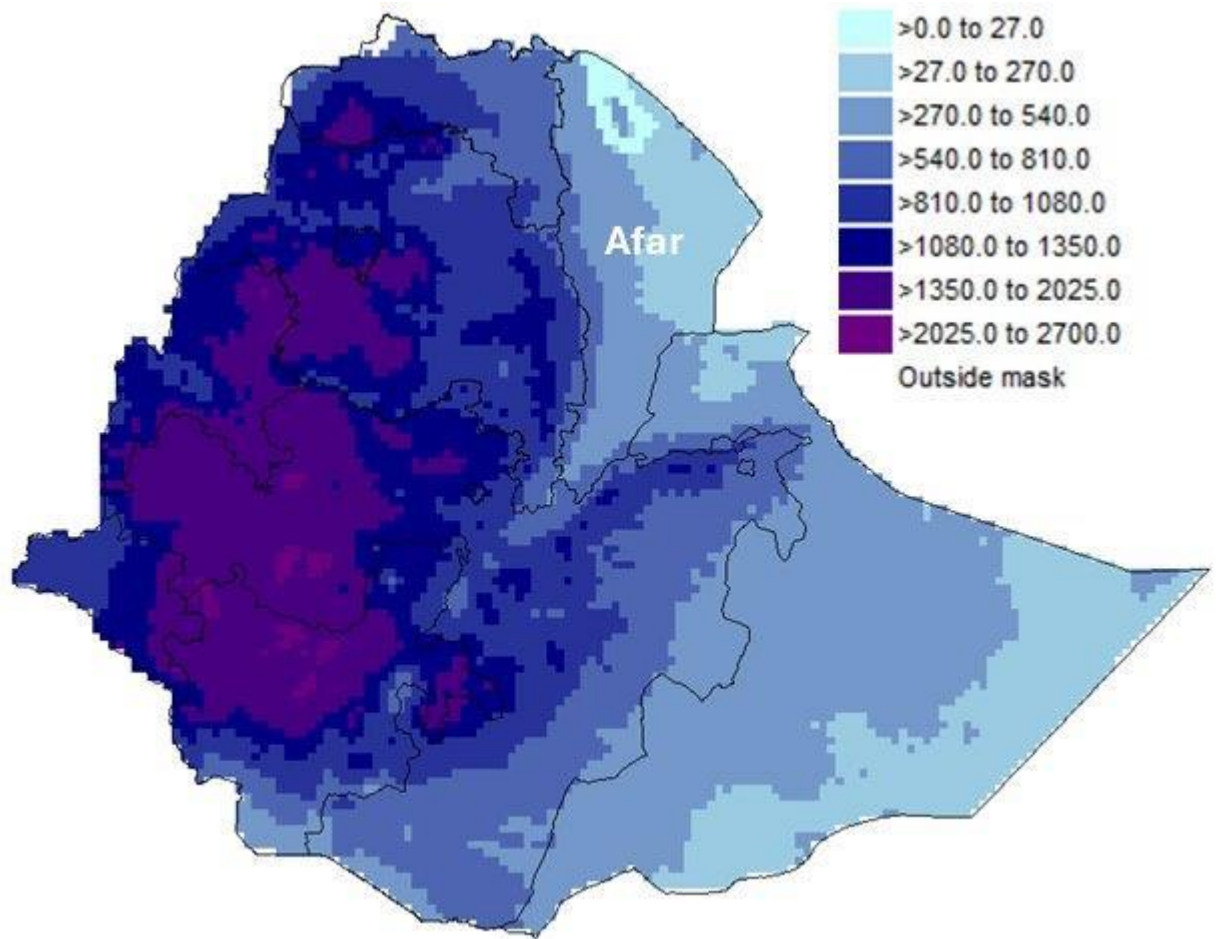 >0.0 to 27.0
>27.0 to 270.0
>270.0 to 540.0
>540.0 to 810.0
>810.0 to 1080.0
>1080.0 to 1350.0
>1350.0 to 2025.0
>2025.0 to 2700.0
Outside mask
Afar